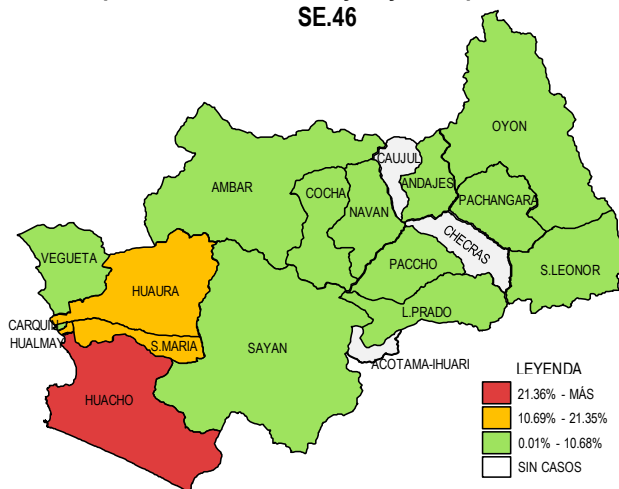 SE.46
OYON
CAUJUL
ANDAJES
AMBAR
COCHA
NAVAN
PACHANGARA
CHECRAS
VEGUETA
HUAURA
PACCHO
S.LEONOR
L.PRADO
CARQUIN
HUALMAY
S.MARIA
SAYAN
ACOTAMA-IHUARI
HUACHO
LEYENDA
21.36% - MÁS
10.69% - 21.35%
0.01% - 10.68%
SIN CASOS